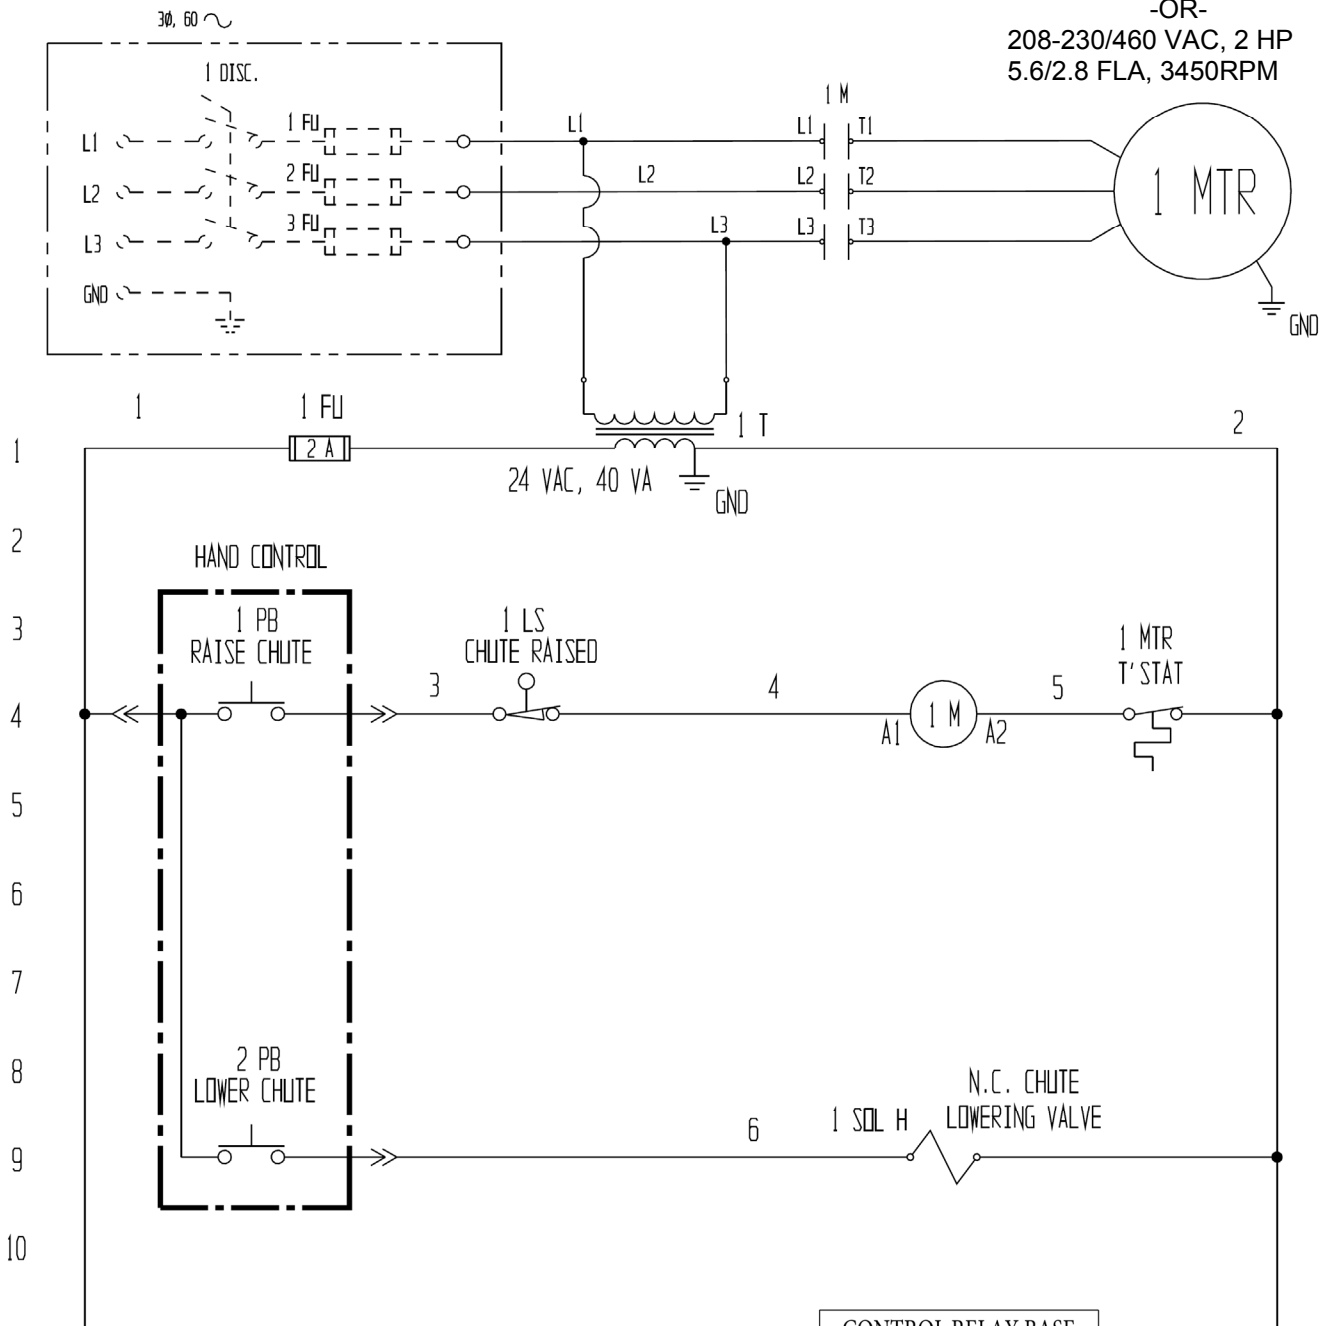 -OR-
208-230/460 VAC, 2 HP
5.6/2.8 FLA, 3450RPM
3Ø, 60
1 DISC.
1 M
L1
1 FU
L1
L1
T1
L2
2 FU
L2
L2
T2
1 MTR
L3
3 FU
L3
L3
T3
GND
GND
1
1 FU
1 T
2
1
2 A
24 VAC, 40 VA
GND
2
HAND CONTROL
3
1 PB
RAISE CHUTE
1 LS
CHUTE RAISED
1 MTR
T'STAT
3
4
5
4
A1
1 M
A2
5
6
7
8
2 PB
LOWER CHUTE
N.C. CHUTE
LOWERING VALVE
1 SOL H
6
9
10
CONTROL RELAY BASE